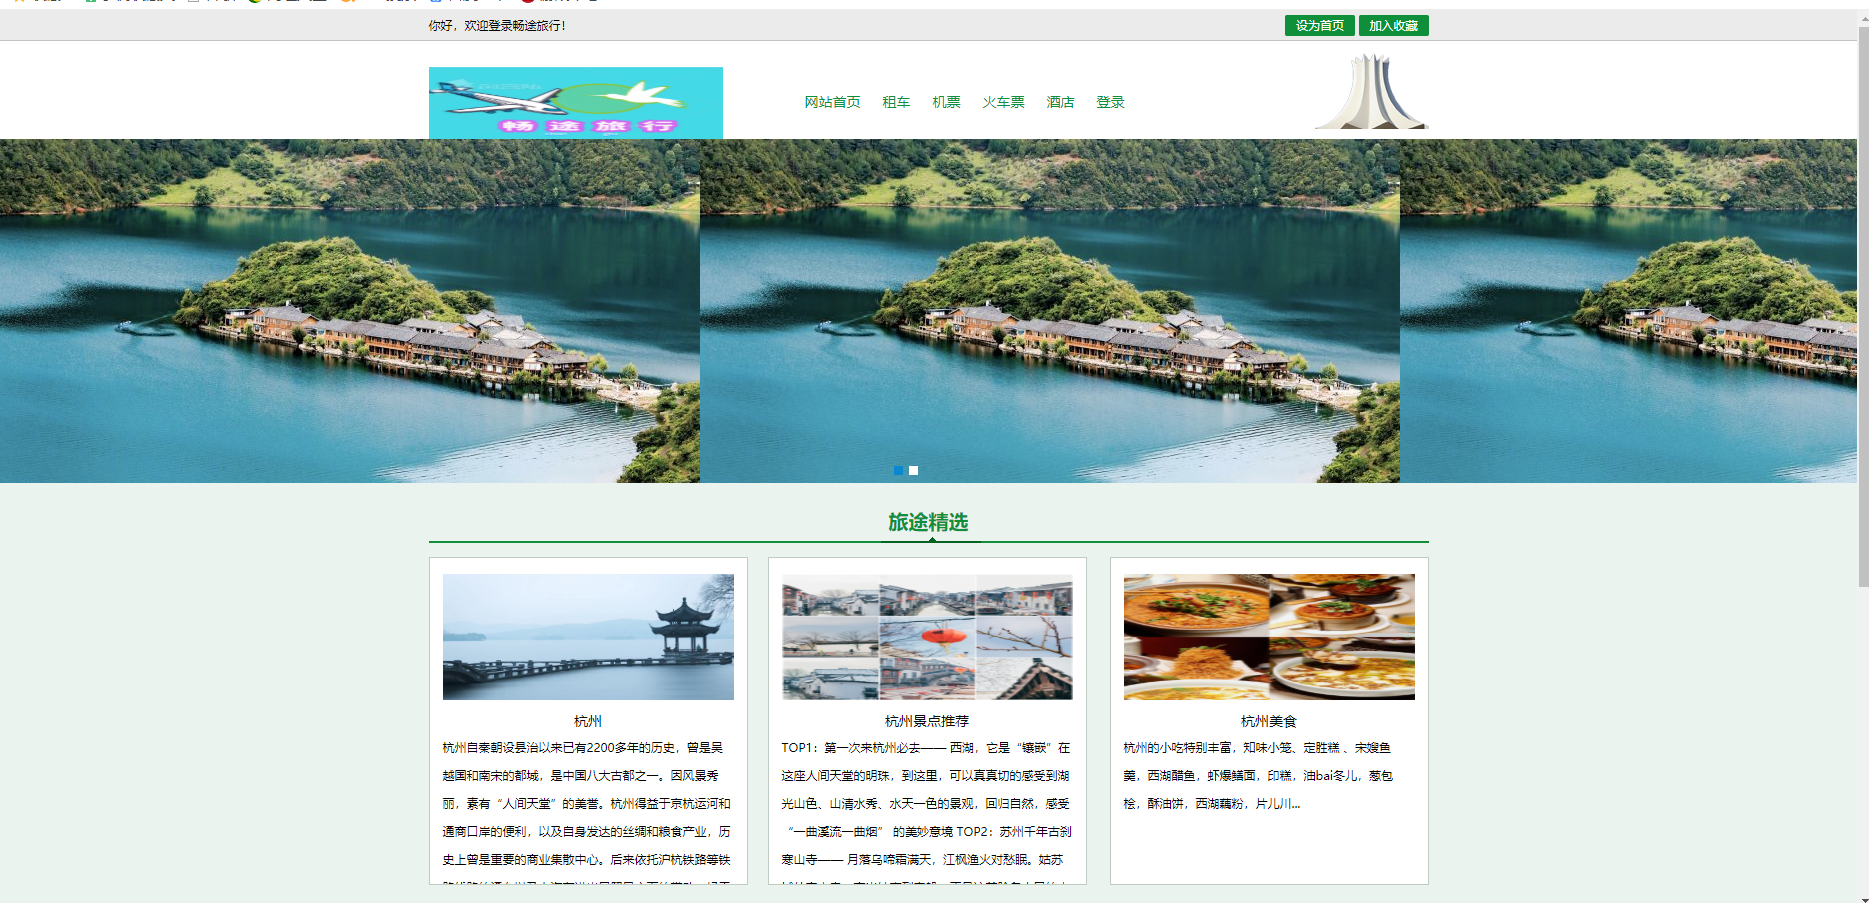 你好，欢迎登录畅途旅行！
设为首页 加入收藏
畅途旅行
网站首页 租车 机票 火车票 酒店 登录
旅途精选
杭州
杭州自秦朝设县治以来已有2200多年的历史，曾是吴
越国和南宋的都城，是中国八大古都之一。因风景秀
丽，素有“人间天堂”的美誉。杭州得益于京杭运河和
通商口岸的便利，以及自身发达的丝绸和粮食产业，历
史上曾是重要的商业集散中心。后来依托沪杭铁路等铁
杭州景点推荐
TOP1：第一次来杭州必去—— 西湖，它是“镶嵌”在
这座人间天堂的明珠，到这里，可以真真切的感受到湖
光山色、山清水秀、水天一色的景观，回归自然，感受
“一曲溪流一曲烟” 的美妙意境 TOP2：苏州千年古刹
寒山寺—— 月落乌啼霜满天，江枫渔火对愁眠。姑苏
杭州美食
杭州的小吃特别丰富，知味小笼、定胜糕 、宋嫂鱼
羹，西湖醋鱼，虾爆鳝面，印糕，油bai冬儿，葱包
桧，酥油饼，西湖藕粉，片儿川...